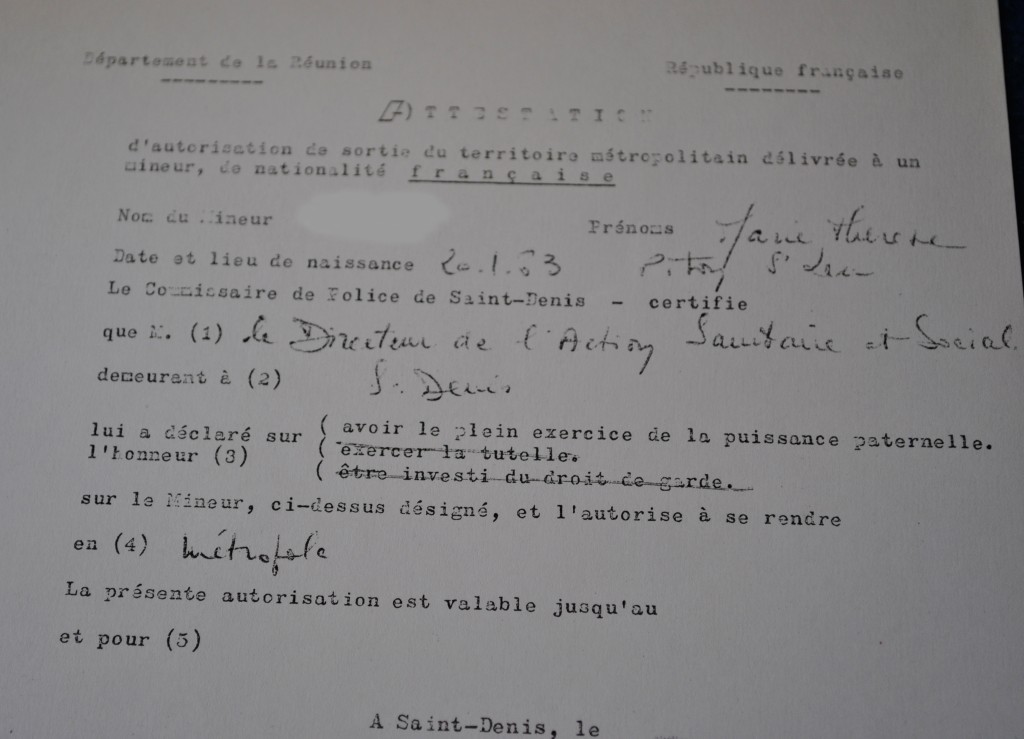 Département de la Réunion
République française
ATTESTATION
d'autorisation de sortie du territoire métropolitain délivrée à un
mineur, de nationalité française
Nom du Mineur Prénoms Marie Therese
Date et lieu de naissance 20.1.63 Piton St Leu
Le Commissaire de Police de Saint-Denis - certifie
que M. (1) le Directeur de l'Action Sanitaire et Social
demeurant à (2) St Denis
lui a déclaré sur ( avoir le plein exercice de la puissance paternelle.
l'honneur (3) ( exercer la tutelle.
( être investi du droit de garde.
sur le Mineur, ci-dessus désigné, et l'autorise à se rendre
en (4) métropole
La présente autorisation est valable jusqu'au
et pour (5)
A Saint-Denis, le